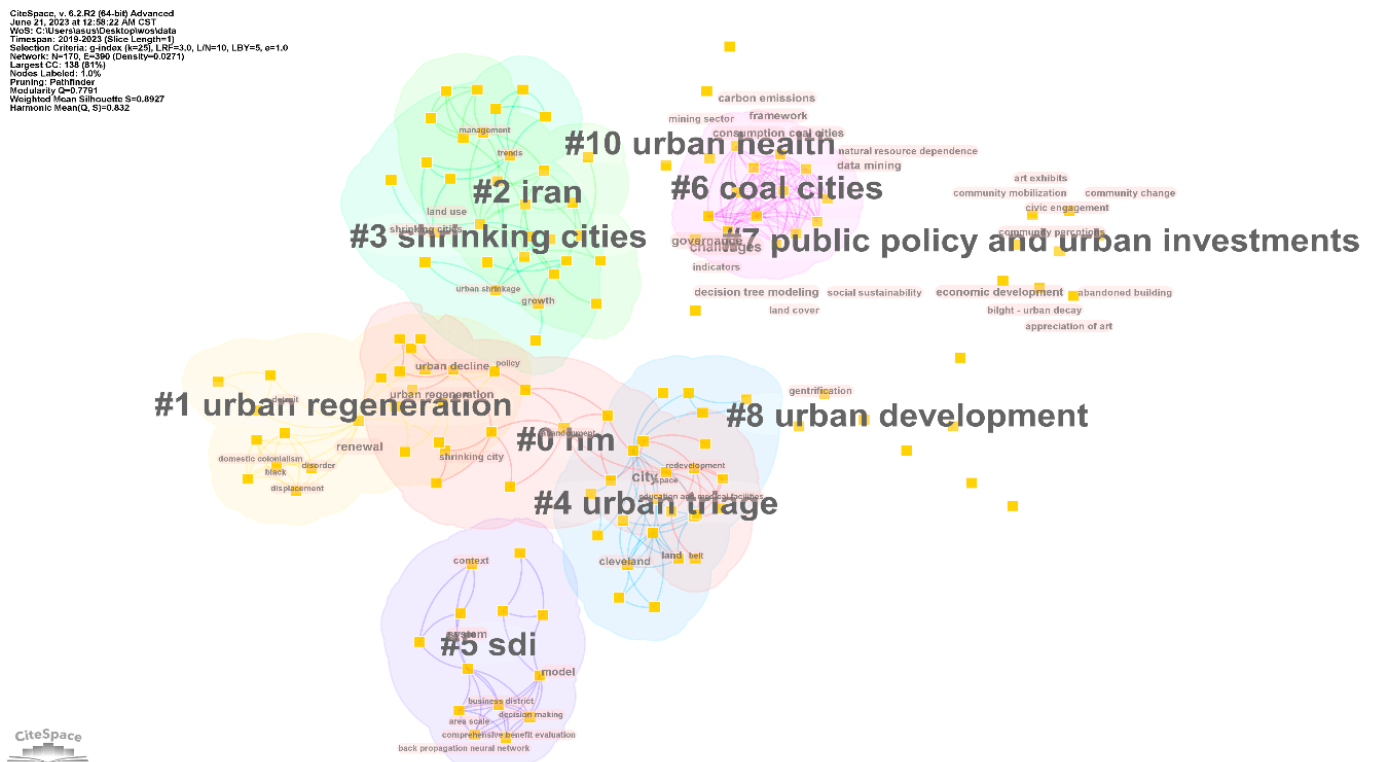 CiteSpace, v. 6.2.R2 (64-bit) Advanced
June 21, 2023 at 12:58:22 AM CST
WoS: C:\Users\asus\Desktop\wos\data
Timespan: 2019-2023 (Slice Length=1)
Selection Criteria: g-index (k=25), LRF=3.0, L/N=10, LBY=5, e=1.0
Network: N=170, E=390 (Density=0.0271)
Largest CC: 138 (81%)
Nodes Labeled: 1.0%
Pruning: Pathfinder
Modularity Q=0.7791
Weighted Mean Silhouette S=0.8927
Harmonic Mean(Q, S)=0.832
carbon emissions
mining sector
framework
management
consumption coal cities
#10 urban health
trends
natural resource dependence
data mining
#2 iran
#6 coal cities
art exhibits
community mobilization
community change
civic engagement
land use
shrinking cities
#3 shrinking cities
community perceptions
governance
challenges
#7 public policy and urban investments
indicators
urban shrinkage
growth
decision tree modeling
social sustainability
economic development
abandoned building
land cover
bilght - urban decay
appreciation of art
urban decline
policy
urban regeneration
gentrification
detroit
#1 urban regeneration
#8 urban development
abandonment
#0 nm
renewal
shrinking city
domestic colonialism
disorder
black
displacement
redevelopment
city
space
education and medical facilities
#4 urban triage
context
cleveland
land
belt
system
#5 sdi
model
business district
decision making
area scale
comprehensive benefit evaluation
back propagation neural network
CiteSpace